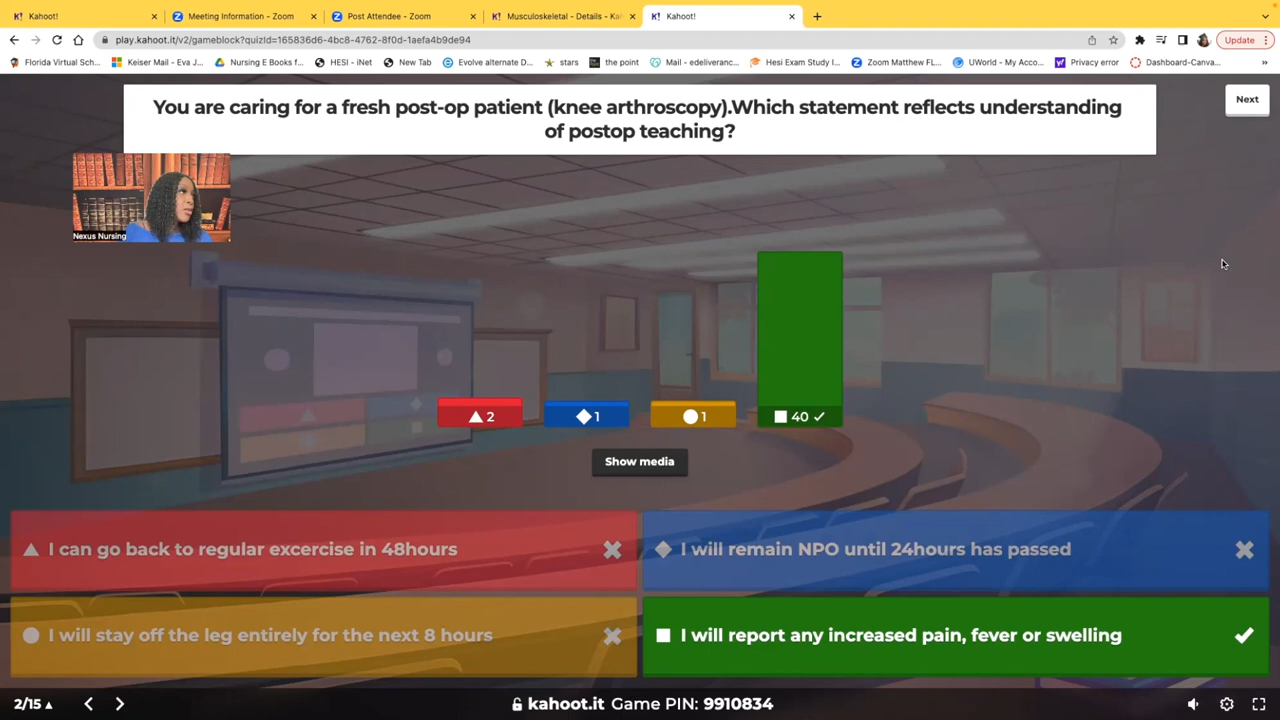 Kahoot!
Meeting Information - Zoom
Post Attendee - Zoom
Musculoskeletal - Details - Kah
Kahoot!
play.kahoot.it/v2/gameblock?quizId=165836d6-4bc8-4762-8f0d-1aefa4b9de94
Update
Florida Virtual Sch...
Keiser Mail - Eva J...
Nursing E Books f...
HESI - iNet
New Tab
Evolve alternate D...
stars
the point
Mail - edeliveranc...
Hesi Exam Study I...
Zoom Matthew FL...
UWorld - My Acco...
Privacy error
Dashboard-Canva...
You are caring for a fresh post-op patient (knee arthroscopy).Which statement reflects understanding
of postop teaching?
Next
Nexus Nursing
2
1
1
40
Show media
I can go back to regular excercise in 48hours
I will remain NPO until 24hours has passed
I will stay off the leg entirely for the next 8 hours
I will report any increased pain, fever or swelling
2/15
kahoot.it Game PIN: 9910834